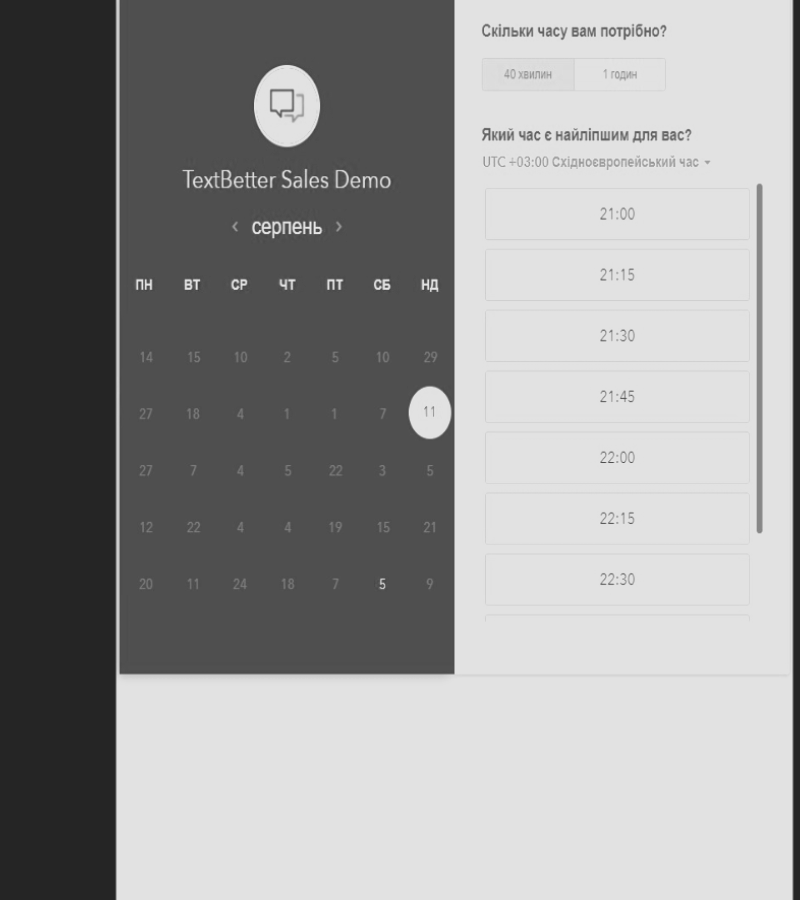 TextBetter Sales Demo
‹ серпень ›
ПН ВТ СР ЧТ ПТ СБ НД
14 15 10 2 5 10 29
27 18 4 1 1 7 11
27 7 4 5 22 3 5
12 22 4 4 19 15 21
20 11 24 18 7 5 9
Скільки часу вам потрібно?
40 хвилин 1 годин
Який час є найліпшим для вас?
UTC +03:00 Східноєвропейський час
21:00
21:15
21:30
21:45
22:00
22:15
22:30